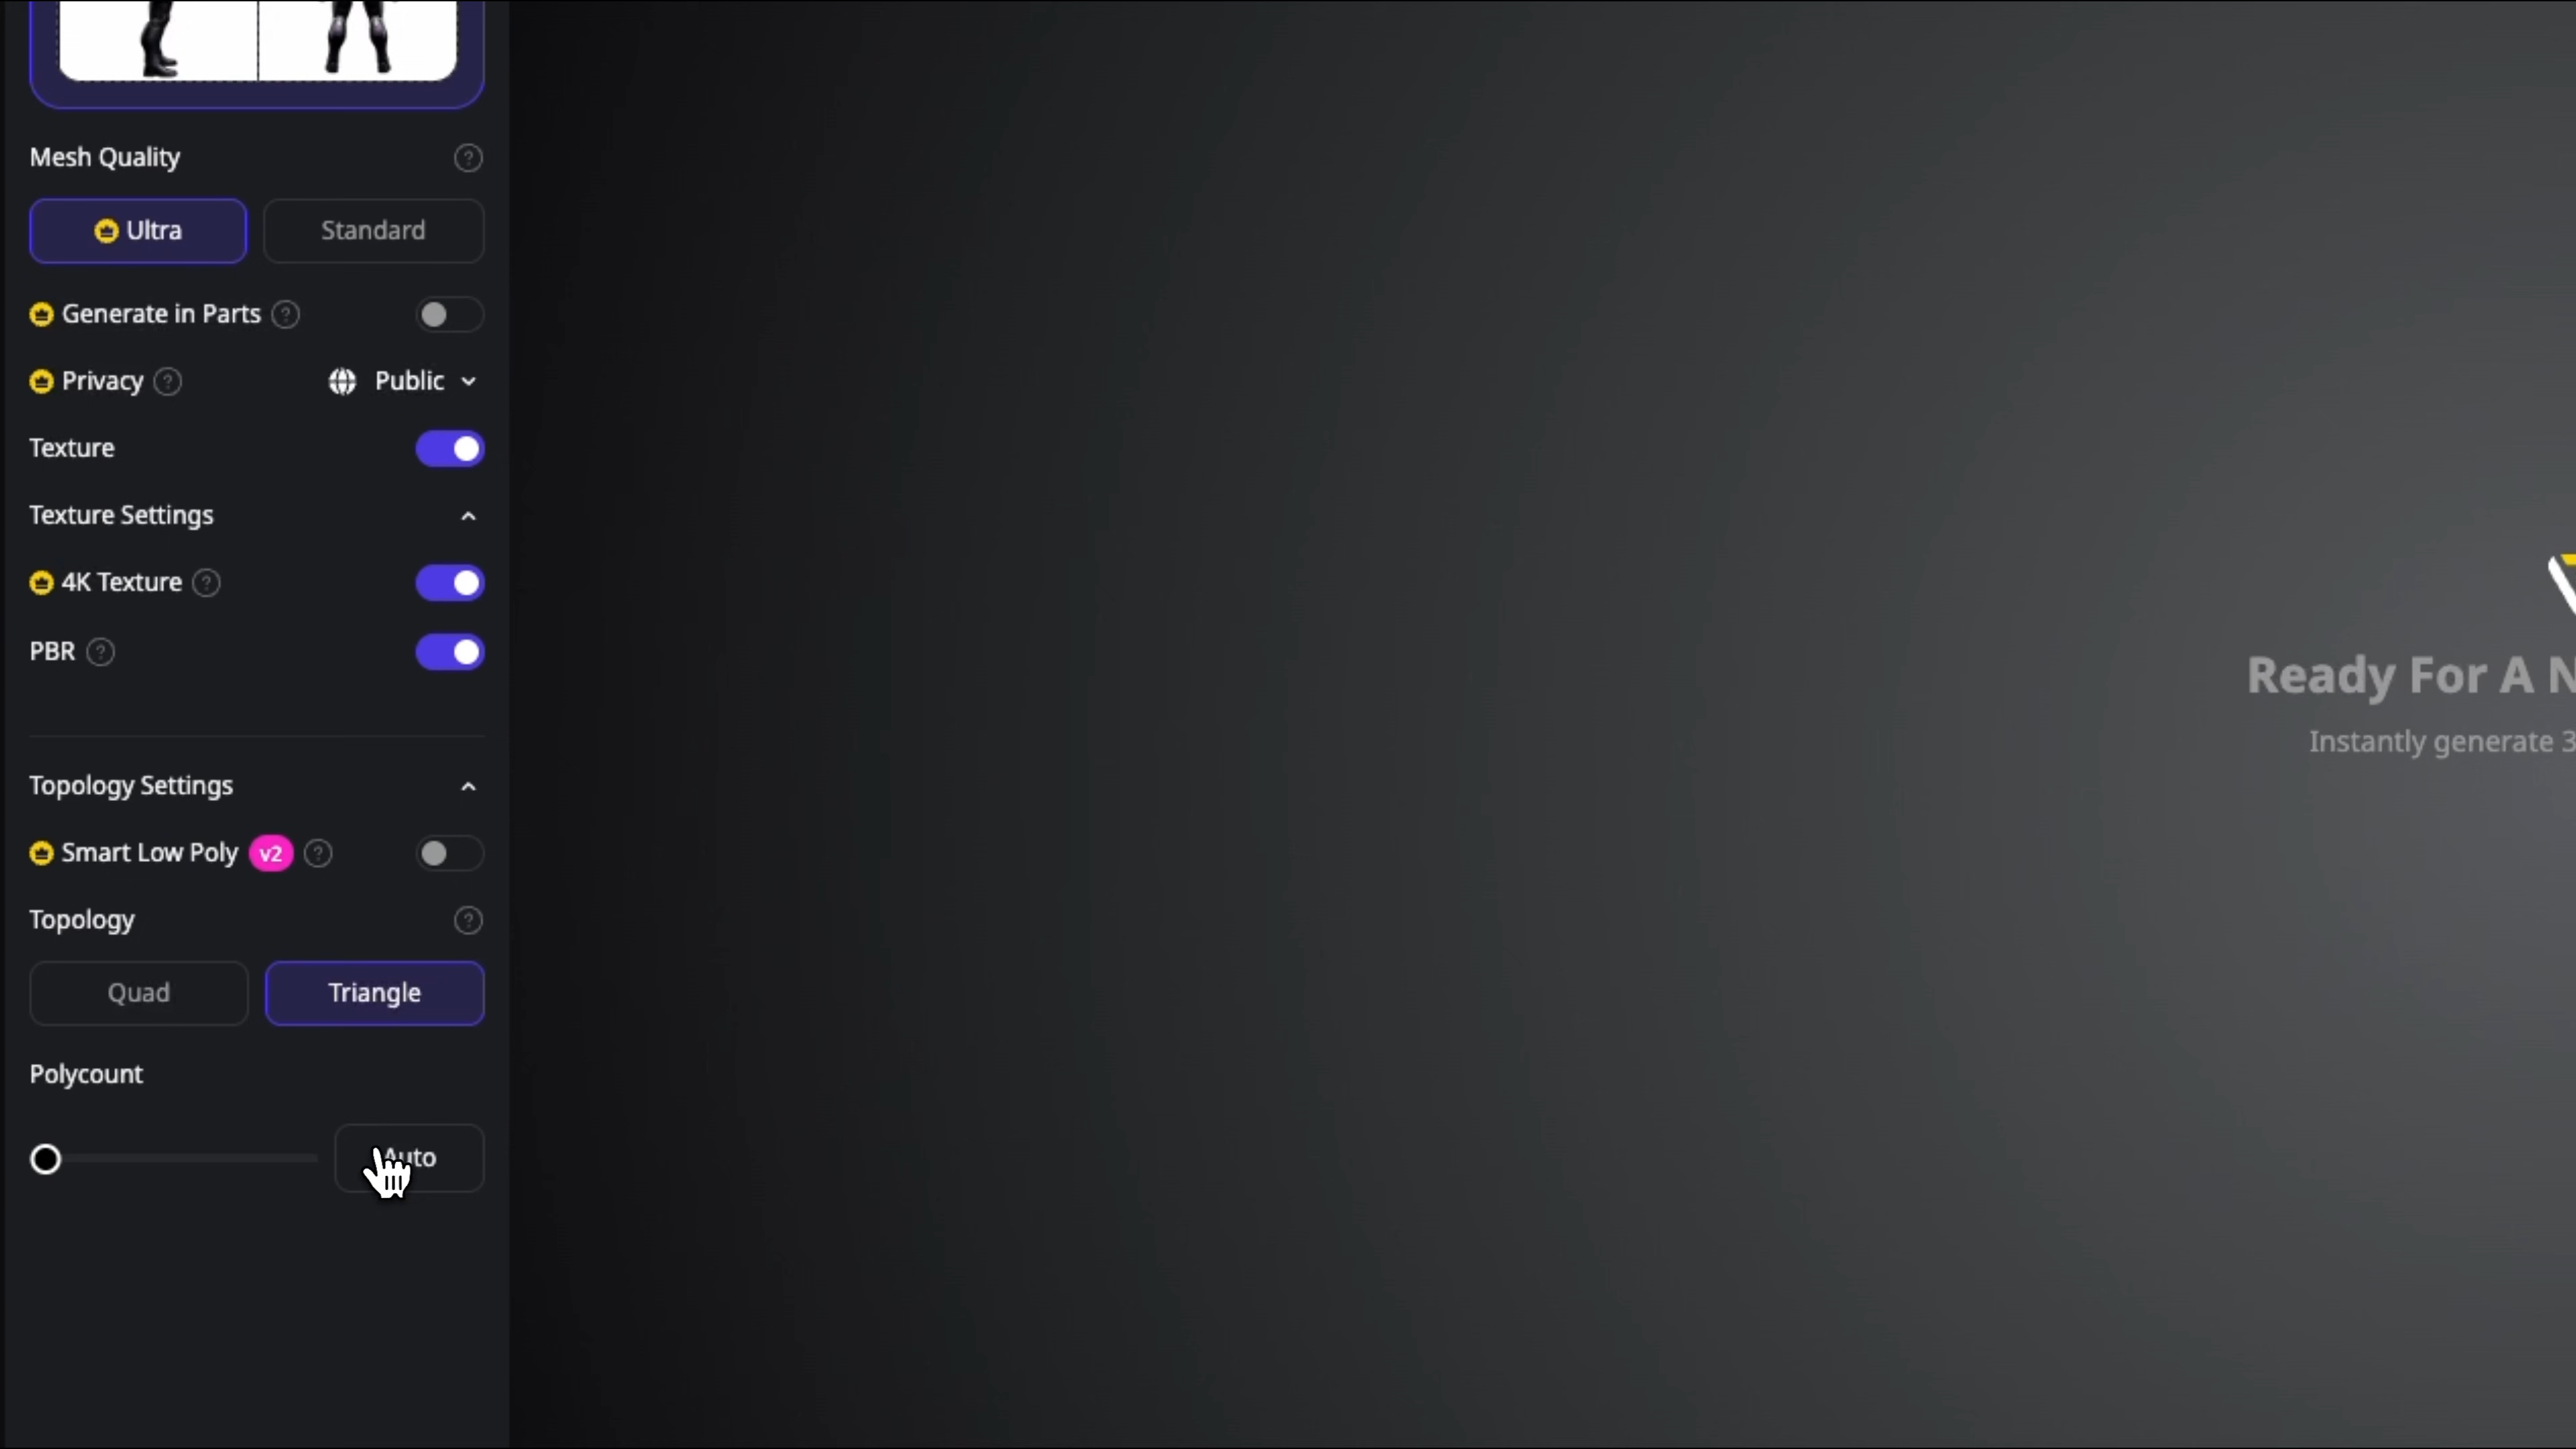 Mesh Quality
Ultra
Standard
Generate in Parts
Privacy
Public
Texture
Texture Settings
4K Texture
PBR
Topology Settings
Smart Low Poly v2
Topology
Quad
Triangle
Polycount
Auto
Ready For A N
Instantly generate 3